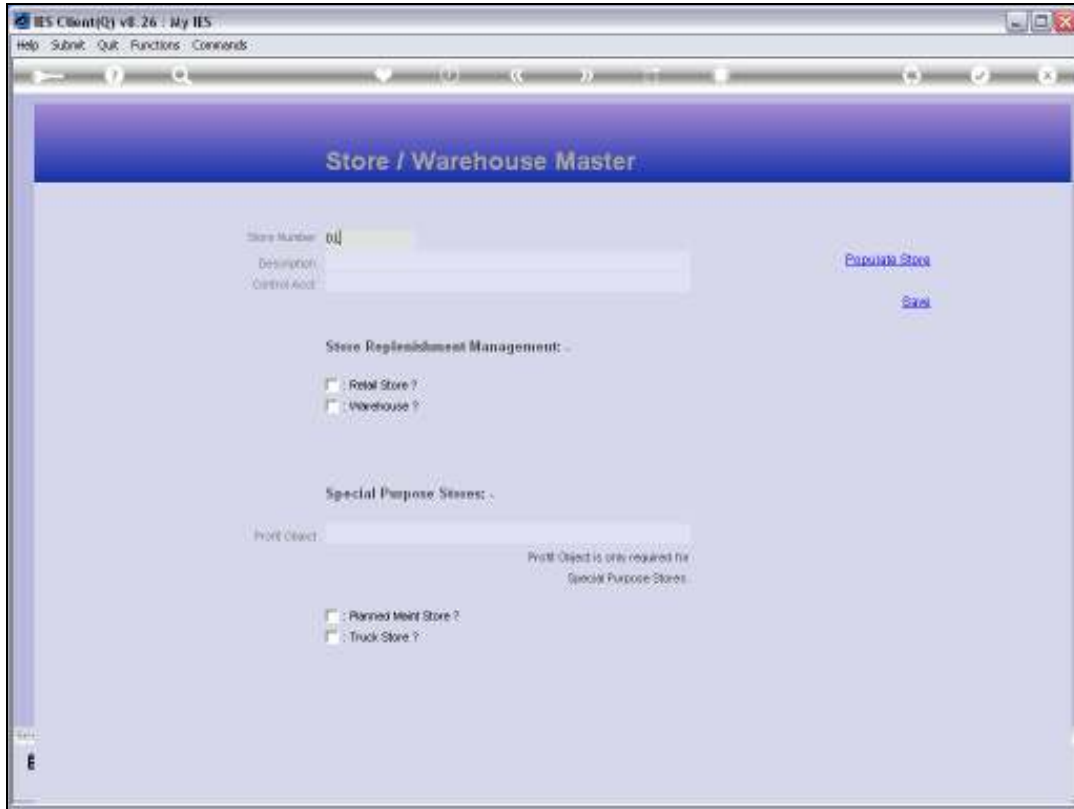 IES Client(Q) v8.26 : My IES
Help Submit Quit Functions Commands
Store / Warehouse Master
Store Number 01
Description
Control Acct
Populate Store
Save
Store Replenishment Management: -
: Retail Store ?
: Warehouse ?
Special Purpose Stores: -
Profit Object
Profit Object is only required for
Special Purpose Stores.
: Planned Maint Store ?
: Truck Store ?